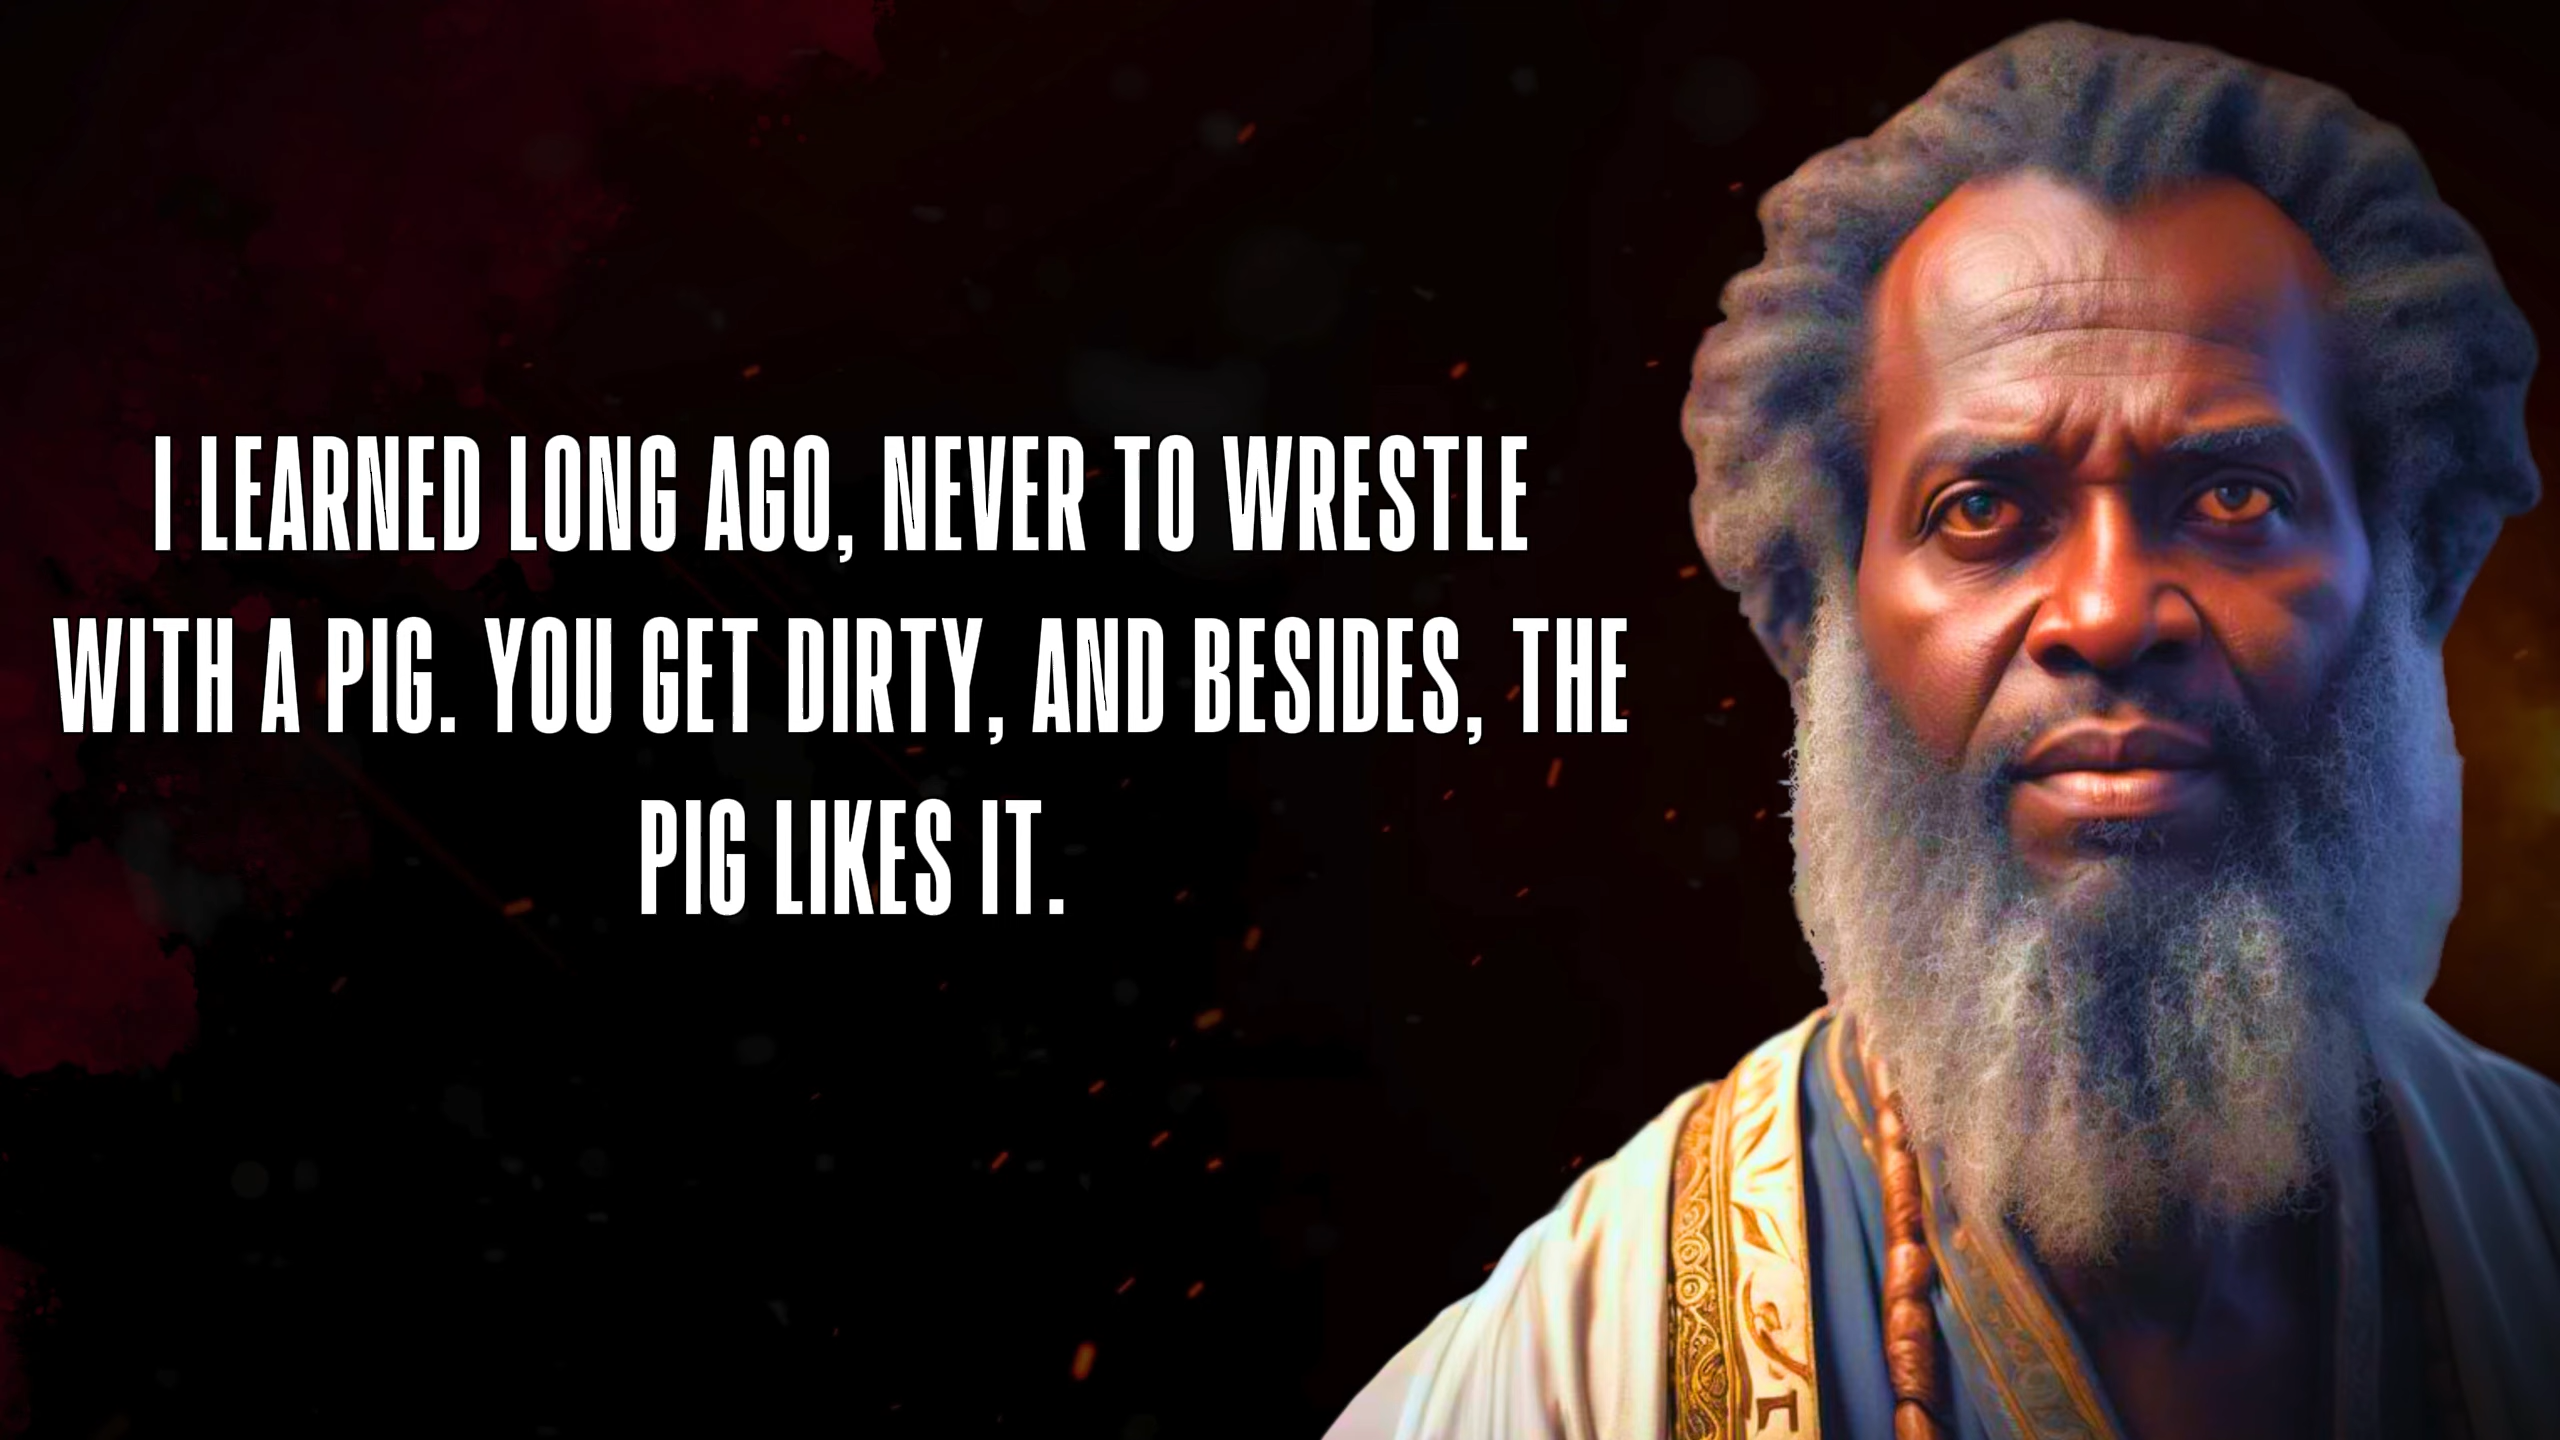 I LEARNED LONG AGO, NEVER TO WRESTLE
WITH A PIG. YOU GET DIRTY, AND BESIDES, THE
PIG LIKES IT.